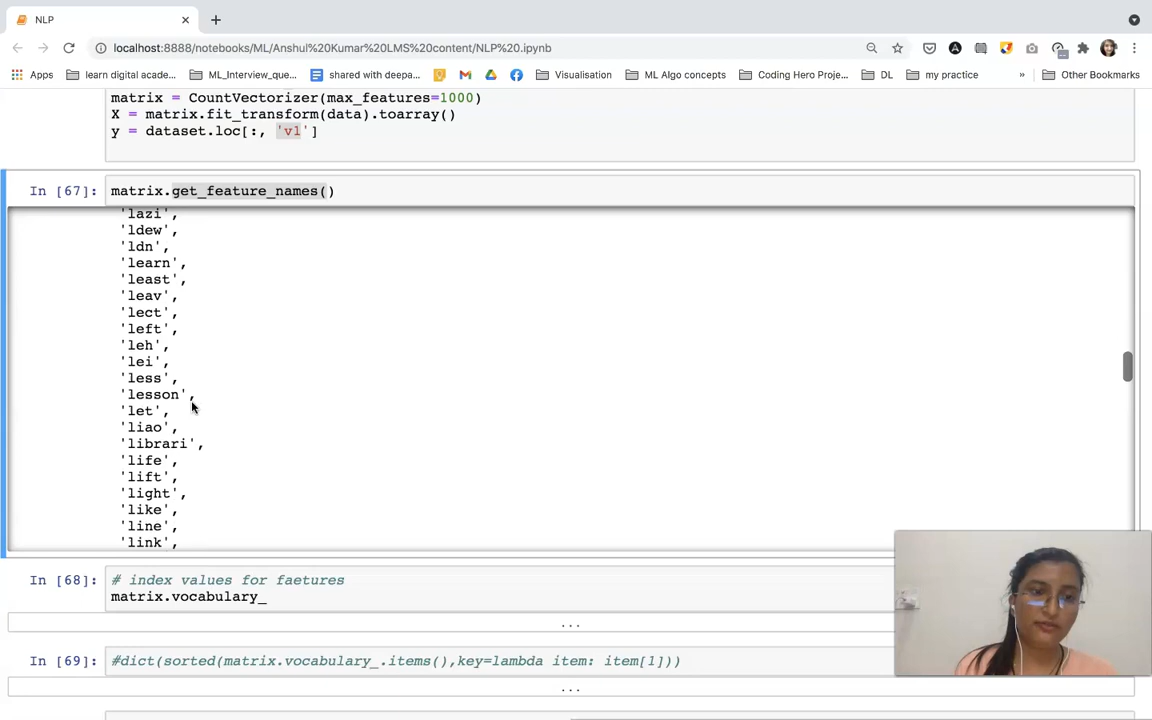 NLP
localhost:8888/notebooks/ML/Anshul%20Kumar%20LMS%20content/NLP%20.ipynb
Apps learn digital acade... ML_Interview_que... shared with deepa... Visualisation ML Algo concepts Coding Hero Proje... DL my practice » Other Bookmarks
matrix = CountVectorizer(max_features=1000)
X = matrix.fit_transform(data).toarray()
y = dataset.loc[:, 'v1']
In [67]: matrix.get_feature_names()
'lazi',
'ldew',
'ldn',
'learn',
'least',
'leav',
'lect',
'left',
'leh',
'lei',
'less',
'lesson',
'let',
'liao',
'librari',
'life',
'lift',
'light',
'like',
'line',
'link',
In [68]: # index values for faetures
matrix.vocabulary_
...
In [69]: #dict(sorted(matrix.vocabulary_.items(),key=lambda item: item[1]))
...